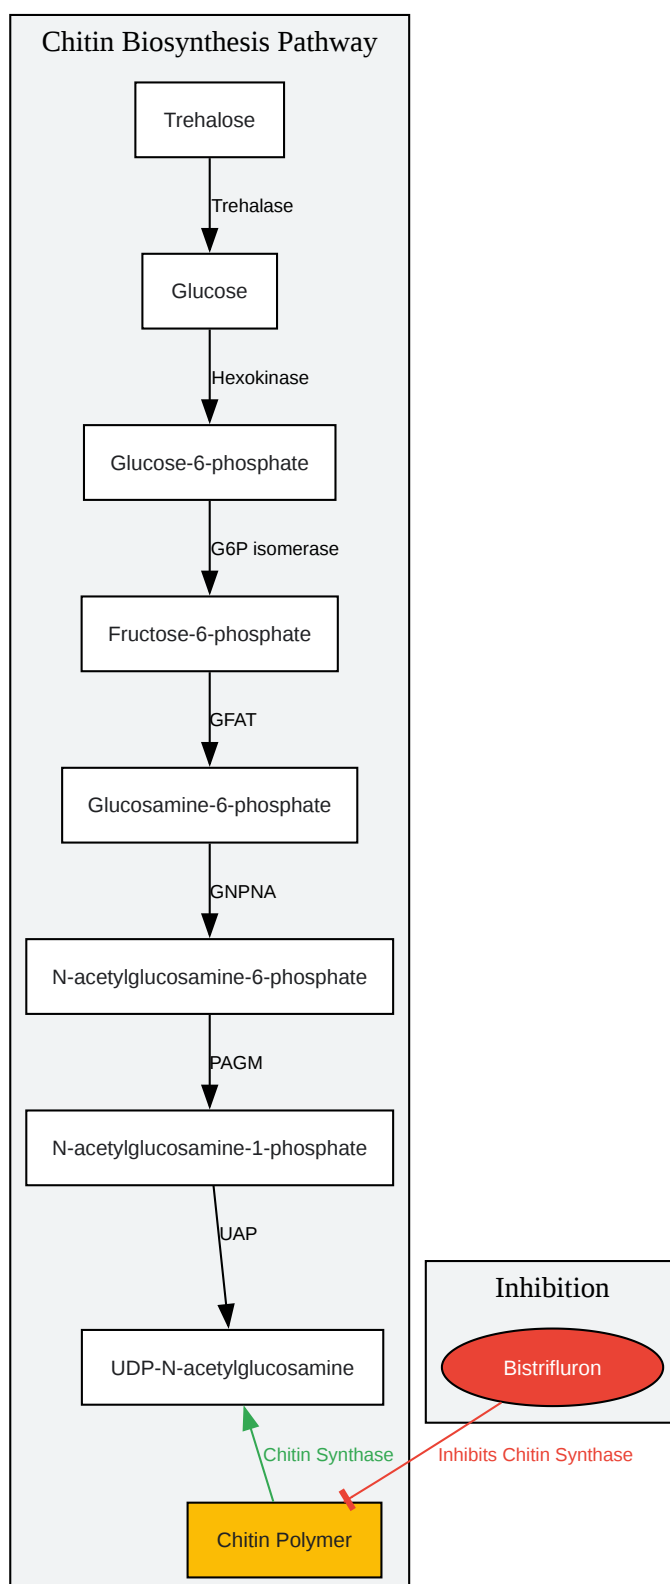 Chitin Biosynthesis Pathway
Trehalose
Trehalase
Glucose
Hexokinase
Glucose-6-phosphate
G6P isomerase
Fructose-6-phosphate
GFAT
Glucosamine-6-phosphate
GNPNA
N-acetylglucosamine-6-phosphate
PAGM
N-acetylglucosamine-1-phosphate
UAP
Inhibition
UDP-N-acetylglucosamine
Bistrifluron
Chitin Synthase
Inhibits Chitin Synthase
Chitin Polymer